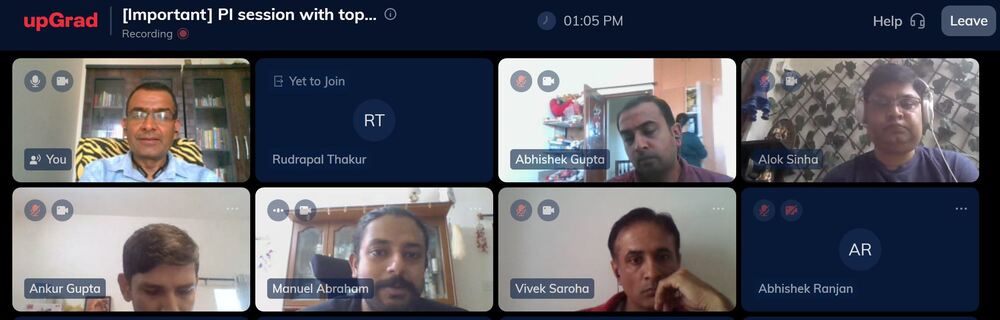 upGrad
[Important] PI session with top...
Recording
01:05 PM
Help
Leave
You
Yet to Join
RT
Rudrapal Thakur
Abhishek Gupta
Alok Sinha
Ankur Gupta
Manuel Abraham
Vivek Saroha
AR
Abhishek Ranjan